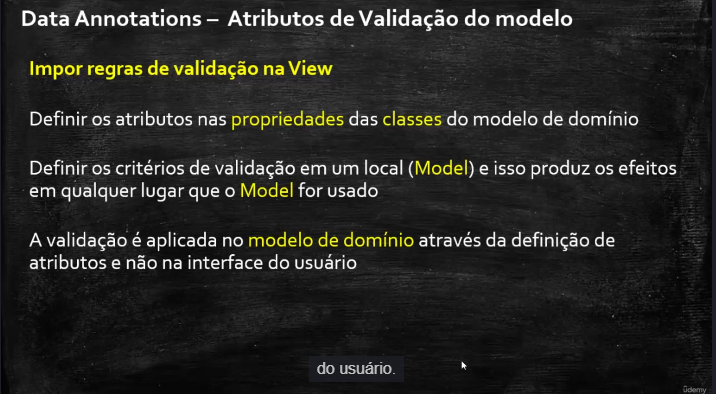 Data Annotations – Atributos de Validação do modelo
Impor regras de validação na View
Definir os atributos nas propriedades das classes do modelo de domínio
Definir os critérios de validação em um local (Model) e isso produz os efeitos
em qualquer lugar que o Model for usado
A validação é aplicada no modelo de domínio através da definição de
atributos e não na interface do usuário
do usuário.
ûdemy